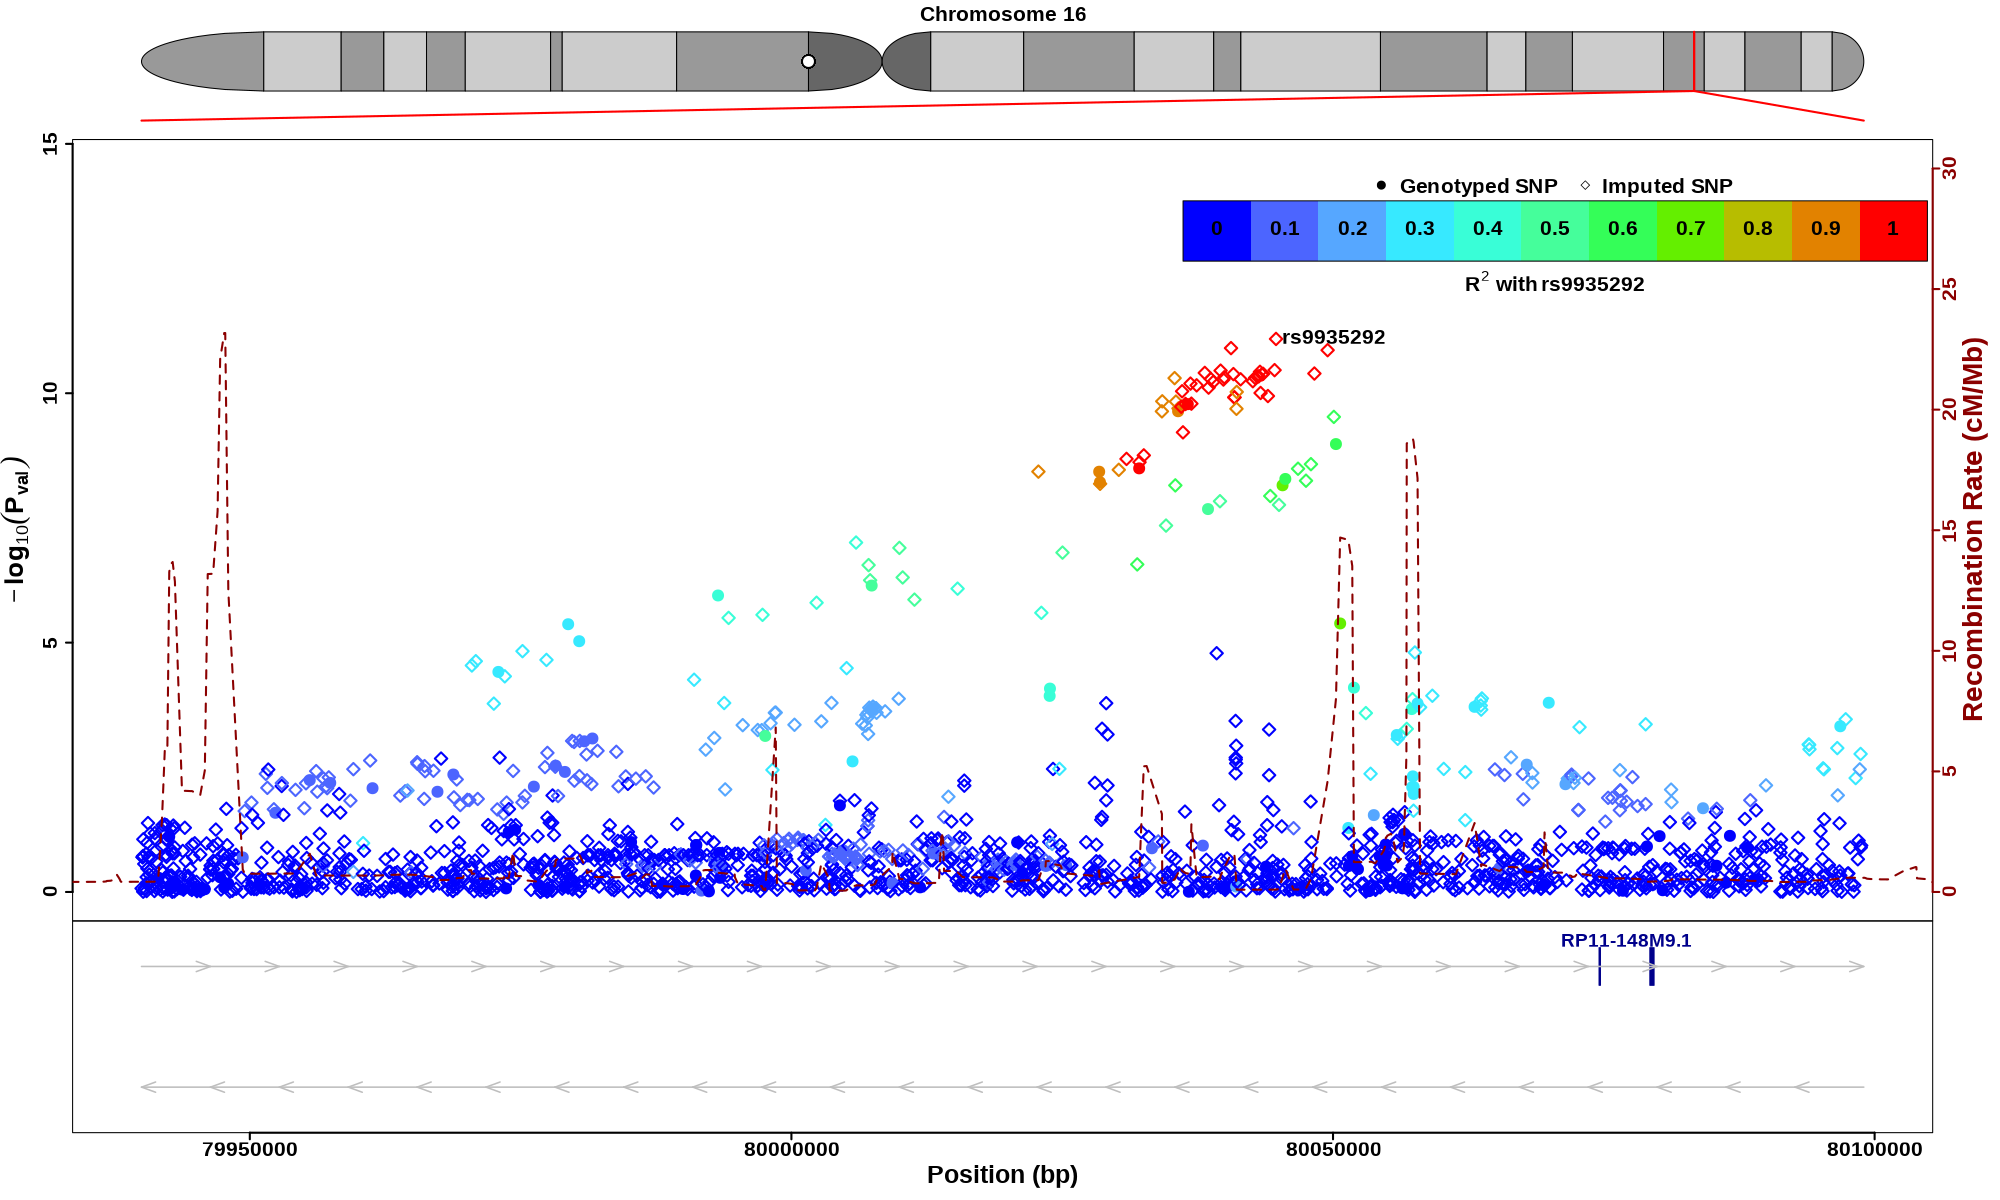 Chromosome 16
15
10
5
0
−log10(Pval)
30
25
20
15
10
5
0
Recombination Rate (cM/Mb)
● Genotyped SNP ◇ Imputed SNP
0 0.1 0.2 0.3 0.4 0.5 0.6 0.7 0.8 0.9 1
R2 with rs9935292
rs9935292
RP11-148M9.1
79950000 80000000 80050000 80100000
Position (bp)